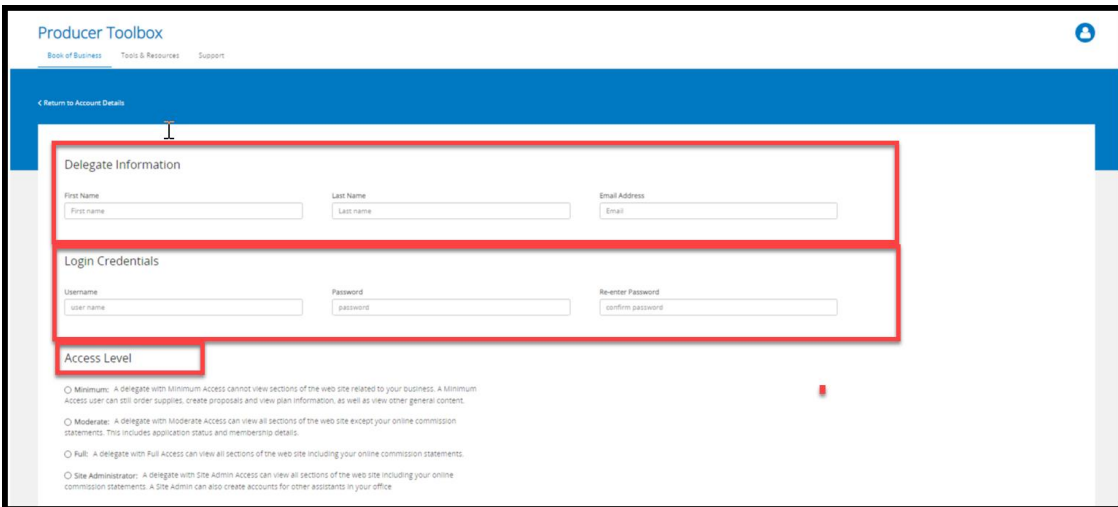 Producer Toolbox
Book of Business Tools & Resources Support
< Return to Account Details
Delegate Information
First Name Last Name Email Address
First name Last name Email
Login Credentials
Username Password Re-enter Password
user name password confirm password
Access Level
Minimum: A delegate with Minimum Access cannot view sections of the web site related to your business. A Minimum
Access user can still order supplies, create proposals and view plan information, as well as view other general content.
Moderate: A delegate with Moderate Access can view all sections of the web site except your online commission
statements. This includes application status and membership details.
Full: A delegate with Full Access can view all sections of the web site including your online commission statements.
Site Administrator: A delegate with Site Admin Access can view all sections of the web site including your online
commission statements. A Site Admin can also create accounts for other assistants in your office